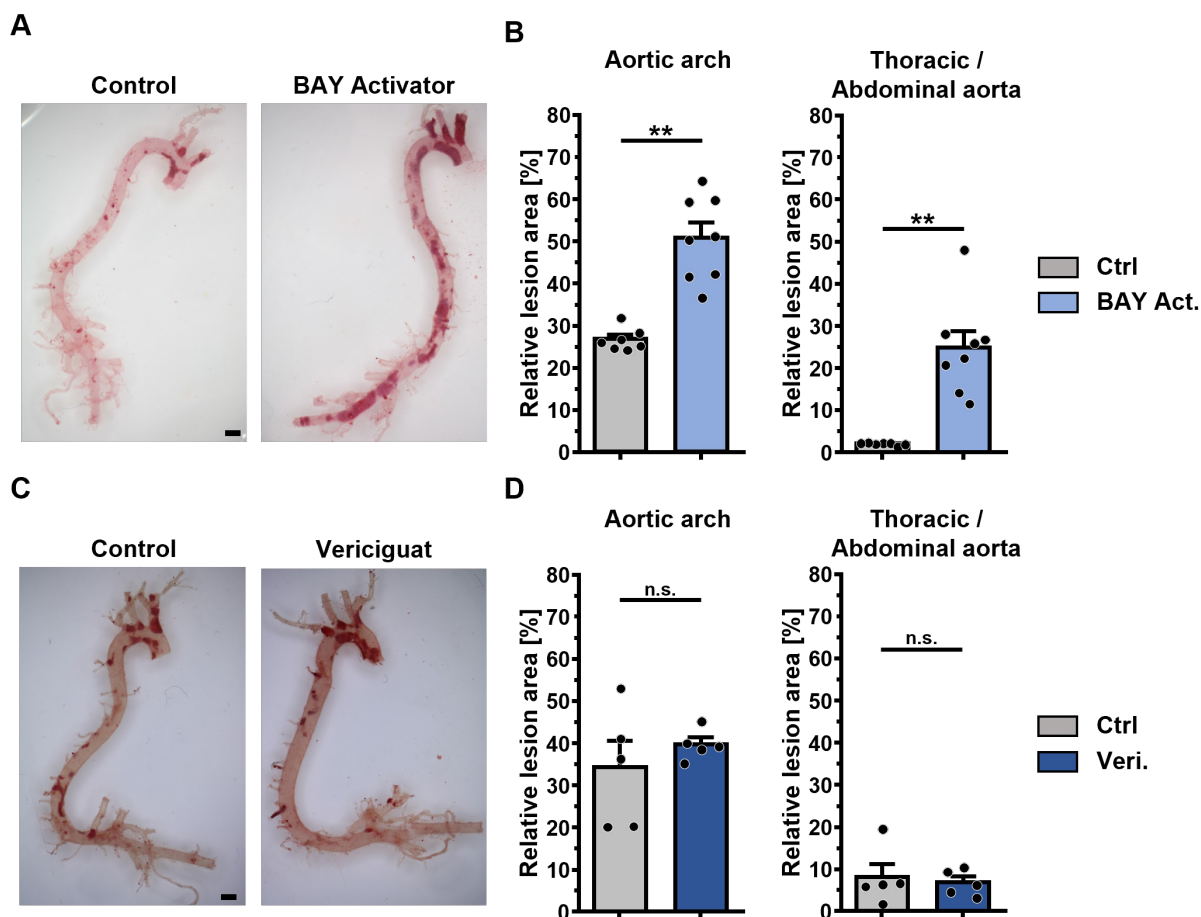 A
Control
BAY Activator
B
Aortic arch
Thoracic /
Abdominal aorta
Relative lesion area [%]
80
70
60
50
40
30
20
10
0
**
Relative lesion area [%]
80
70
60
50
40
30
20
10
0
**
Ctrl
BAY Act.
C
Control
Vericiguat
D
Aortic arch
Thoracic /
Abdominal aorta
Relative lesion area [%]
80
70
60
50
40
30
20
10
0
n.s.
Relative lesion area [%]
80
70
60
50
40
30
20
10
0
n.s.
Ctrl
Veri.